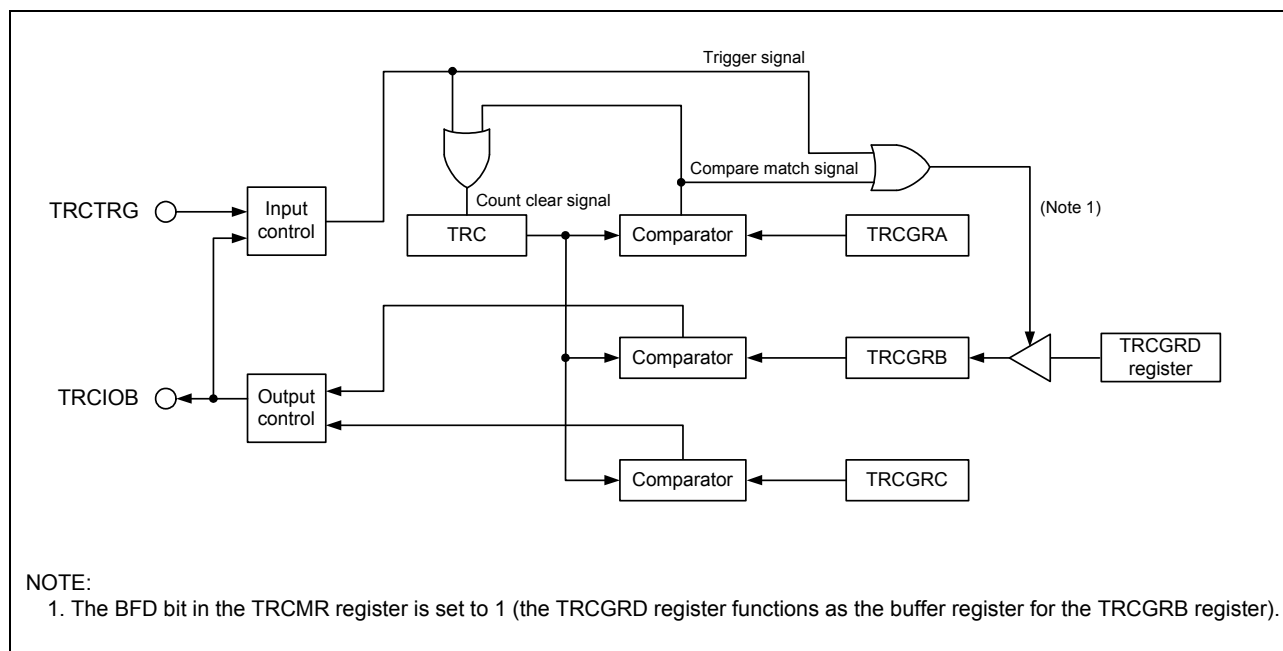 Trigger signal
Compare match signal
TRCTRG
Input
control
Count clear signal
(Note 1)
TRC
Comparator
TRCGRA
Comparator
TRCGRB
TRCGRD
register
TRCIOB
Output
control
Comparator
TRCGRC
NOTE:
1. The BFD bit in the TRCMR register is set to 1 (the TRCGRD register functions as the buffer register for the TRCGRB register).